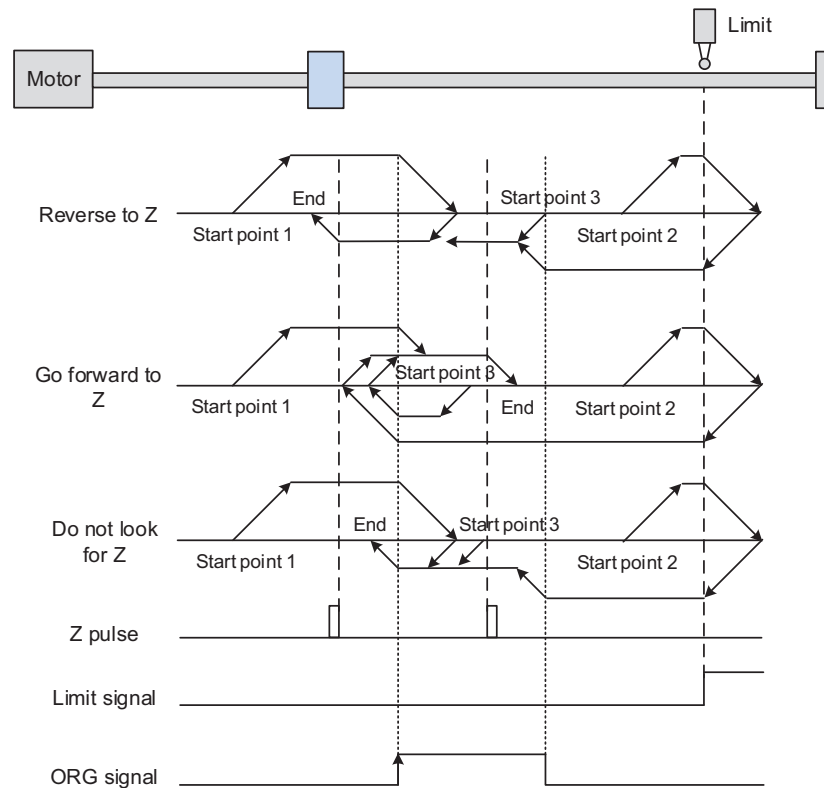 Limit
Motor
End
Start point 3
Reverse to Z
Start point 1
Start point 2
Go forward to
Z
Start point 3
Start point 1
End
Start point 2
Do not look
for Z
End
Start point 3
Start point 1
Start point 2
Z pulse
Limit signal
ORG signal